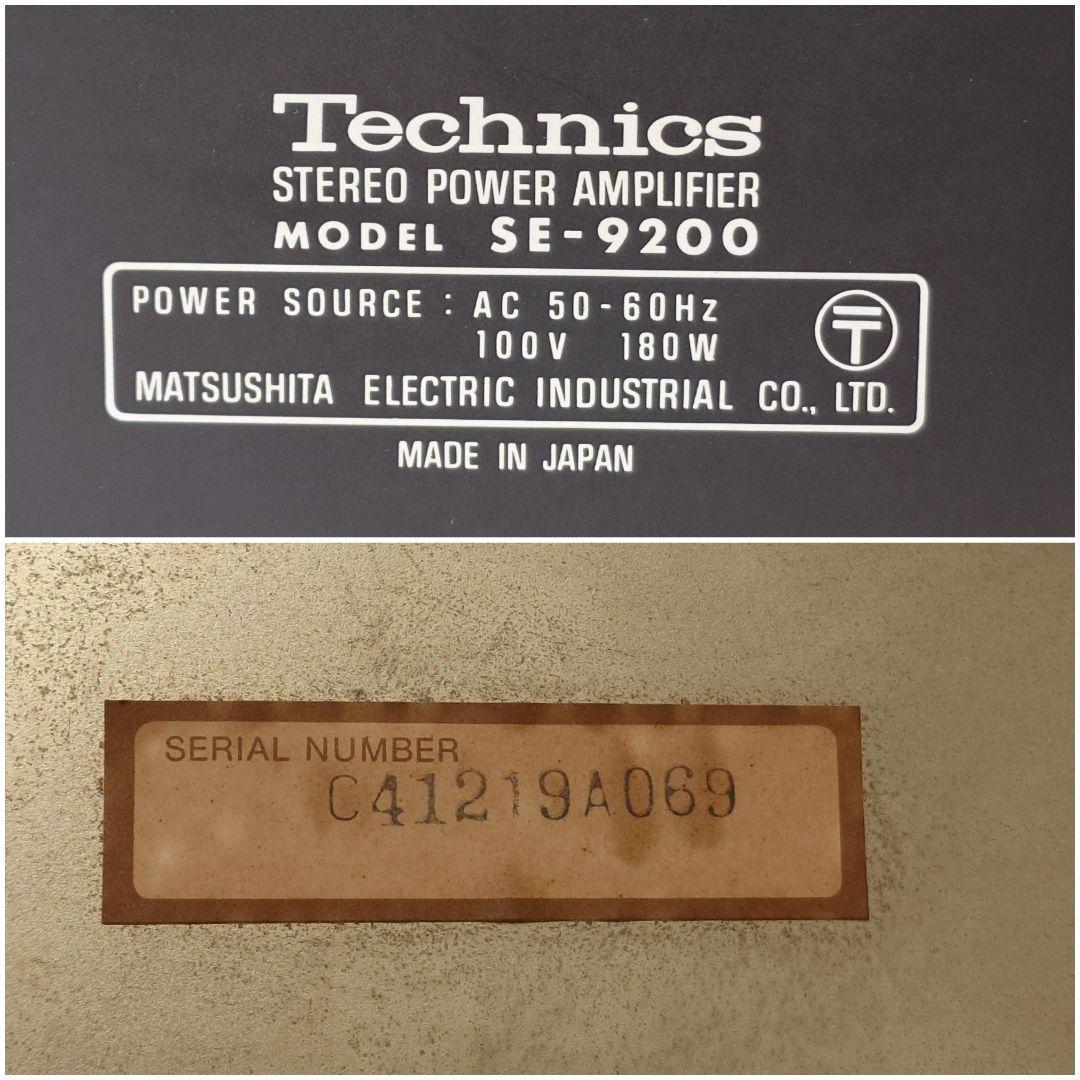 Technics
STEREO POWER AMPLIFIER
MODEL SE-9200
POWER SOURCE : AC 50-60Hz
100V 180W
MATSUSHITA ELECTRIC INDUSTRIAL CO., LTD.
MADE IN JAPAN
SERIAL NUMBER
C41219A069